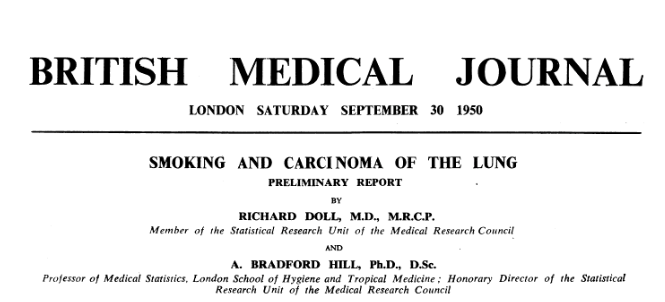 BRITISH MEDICAL JOURNAL
LONDON SATURDAY SEPTEMBER 30 1950
SMOKING AND CARCINOMA OF THE LUNG
PRELIMINARY REPORT
BY
RICHARD DOLL, M.D., M.R.C.P.
Member of the Statistical Research Unit of the Medical Research Council
AND
A. BRADFORD HILL, Ph.D., D.Sc.
Professor of Medical Statistics, London School of Hygiene and Tropical Medicine; Honorary Director of the Statistical
Research Unit of the Medical Research Council